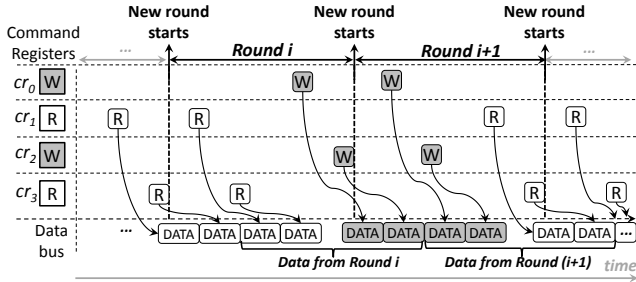 New round starts
New round starts
New round starts
Command Registers
...
Round i
Round i+1
...
cr0 W
W
W
cr1 R
R
R
R
R
cr2 W
W
W
cr3 R
R
R
R
R
Data bus
...
DATA DATA DATA DATA
DATA DATA DATA DATA
DATA DATA ...
Data from Round i
Data from Round (i+1)
time